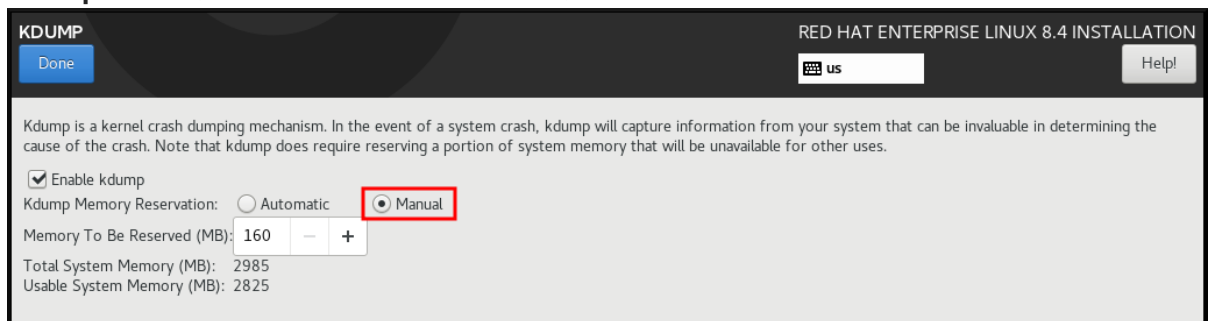 KDUMP
RED HAT ENTERPRISE LINUX 8.4 INSTALLATION
Done
us
Help!
Kdump is a kernel crash dumping mechanism. In the event of a system crash, kdump will capture information from your system that can be invaluable in determining the
cause of the crash. Note that kdump does require reserving a portion of system memory that will be unavailable for other uses.
Enable kdump
Kdump Memory Reservation: Automatic Manual
Memory To Be Reserved (MB): 160 − +
Total System Memory (MB): 2985
Usable System Memory (MB): 2825